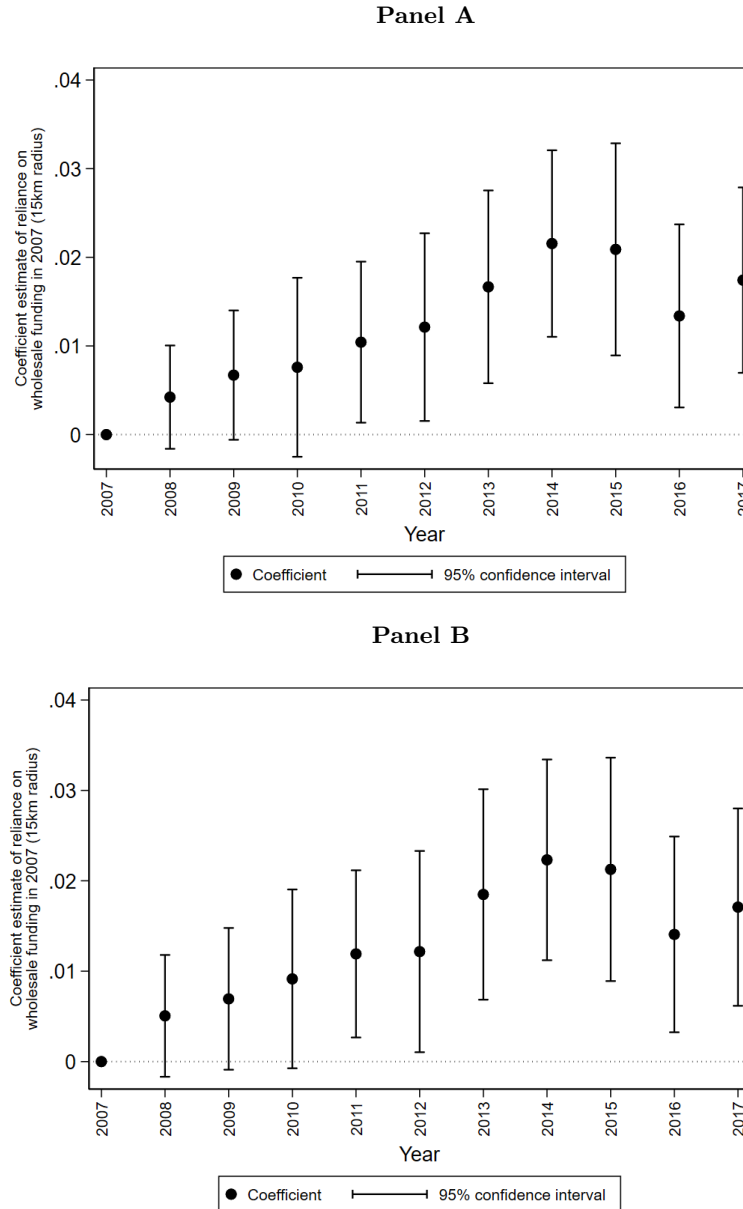 Panel A
Coefficient estimate of reliance on
wholesale funding in 2007 (15km radius)
.04
.03
.02
.01
0
2007 2008 2009 2010 2011 2012 2013 2014 2015 2016 2017
Year
Coefficient 95% confidence interval
Panel B
Coefficient estimate of reliance on
wholesale funding in 2007 (15km radius)
.04
.03
.02
.01
0
2007 2008 2009 2010 2011 2012 2013 2014 2015 2016 2017
Year
Coefficient 95% confidence interval